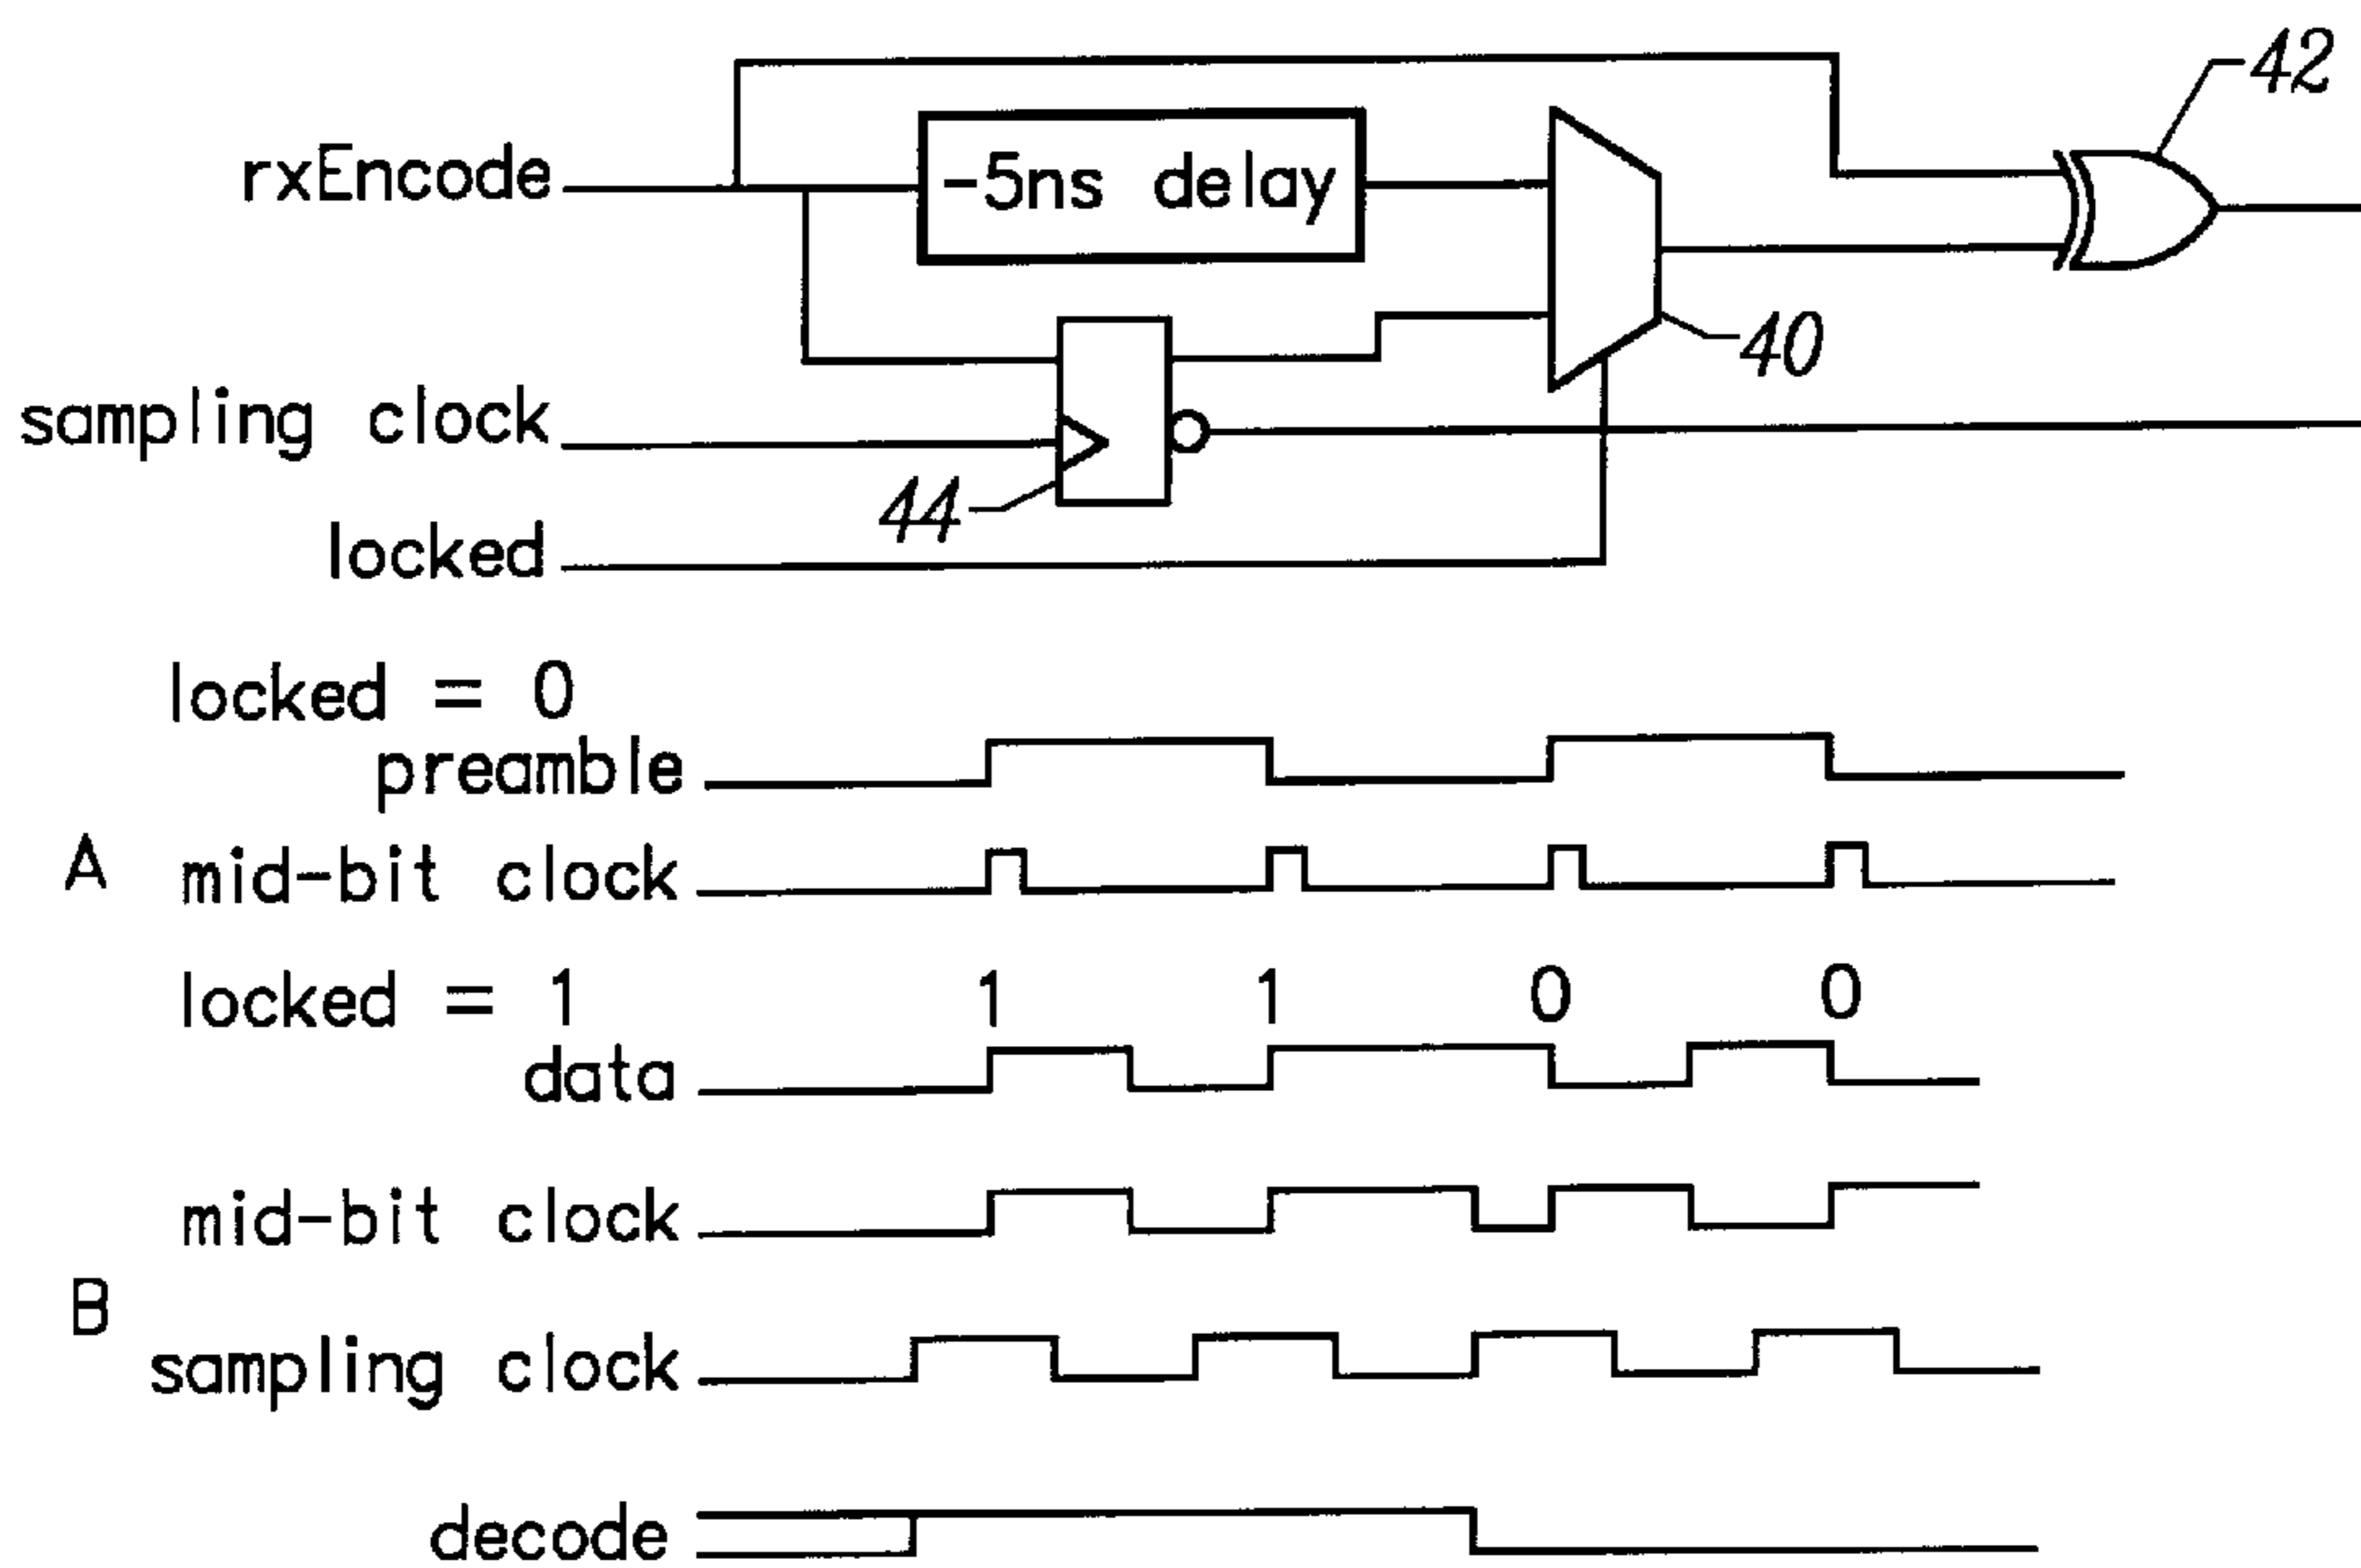 42
rxEncode
-5ns delay
40
sampling clock
44
locked
locked = 0
preamble
A
mid-bit clock
locked = 1
1 1 0 0
data
mid-bit clock
B
sampling clock
decode